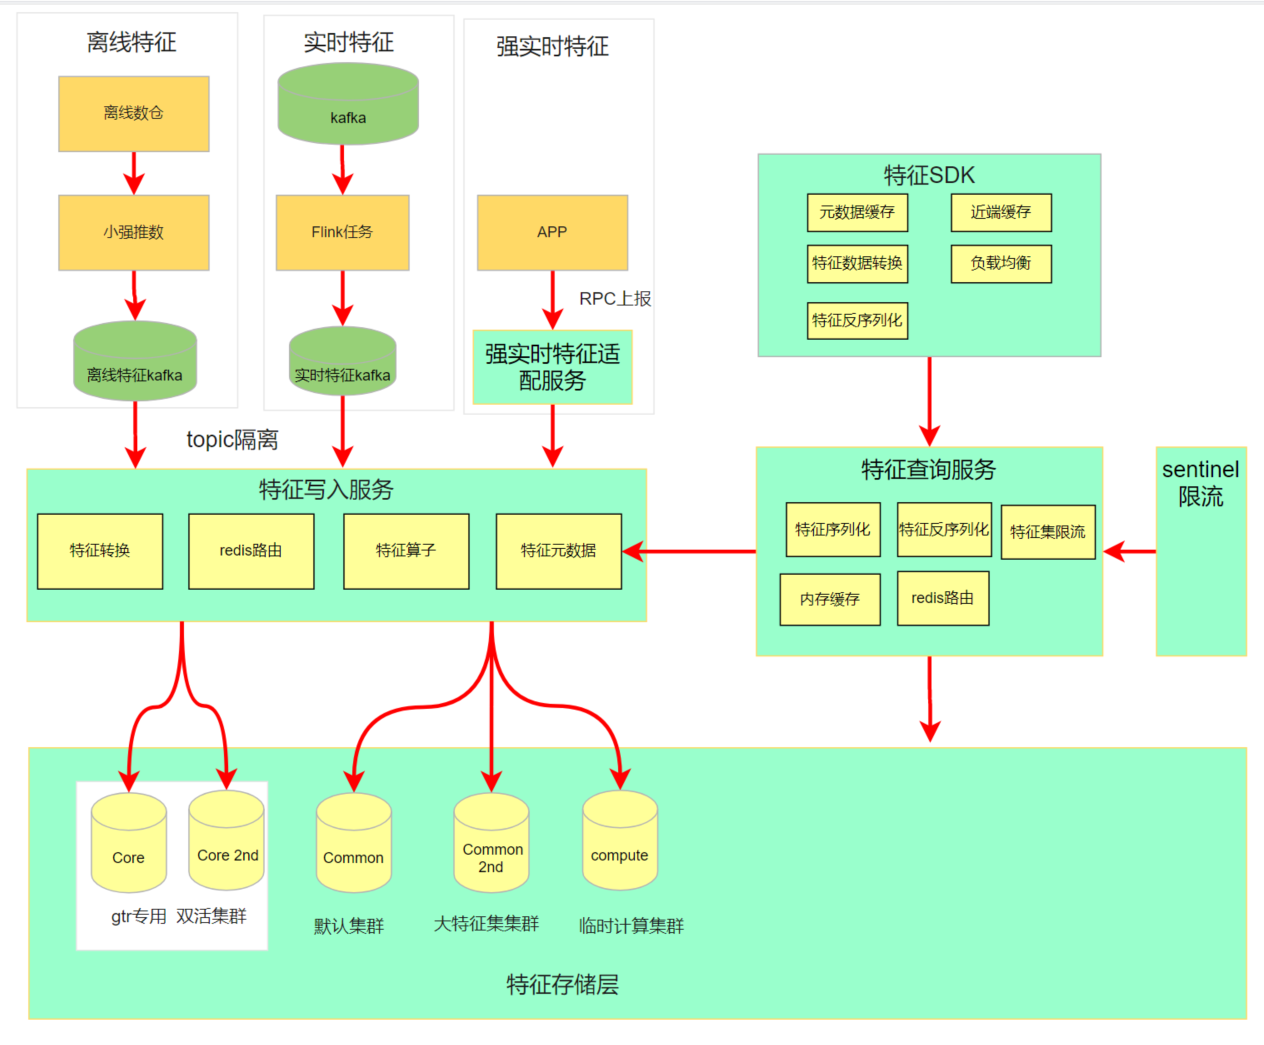 离线特征
离线数仓
小强推数
离线特征kafka
实时特征
kafka
Flink任务
实时特征kafka
强实时特征
APP
RPC上报
强实时特征适
配服务
topic隔离
特征SDK
元数据缓存
近端缓存
特征数据转换
负载均衡
特征反序列化
特征写入服务
特征转换
redis路由
特征算子
特征元数据
特征查询服务
特征序列化
特征反序列化
特征集限流
内存缓存
redis路由
sentinel
限流
Core
Core 2nd
gtr专用 双活集群
Common
默认集群
Common
2nd
大特征集集群
compute
临时计算集群
特征存储层